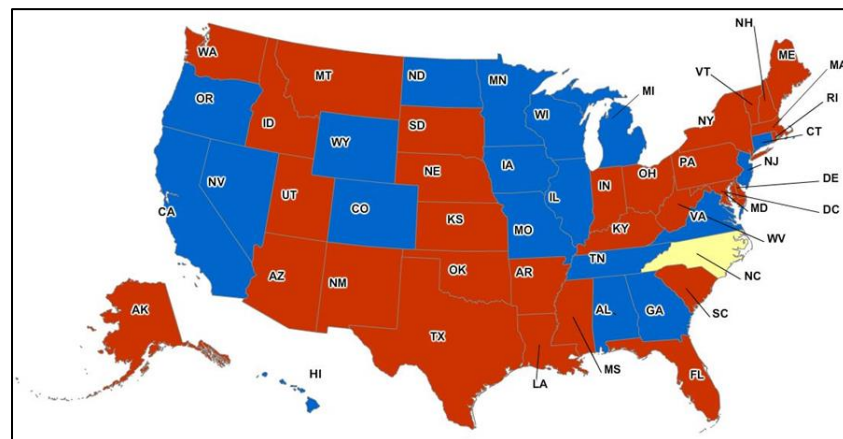 NH
ME
WA
MA
MT
ND
MN
VT
MI
RI
OR
ID
SD
WI
NY
CT
WY
NJ
NE
IA
PA
DE
NV
UT
CO
IL
IN
OH
MD
DC
CA
KS
MO
KY
VA
WV
AZ
NM
OK
AR
TN
NC
AK
AL
GA
SC
TX
MS
LA
HI
FL